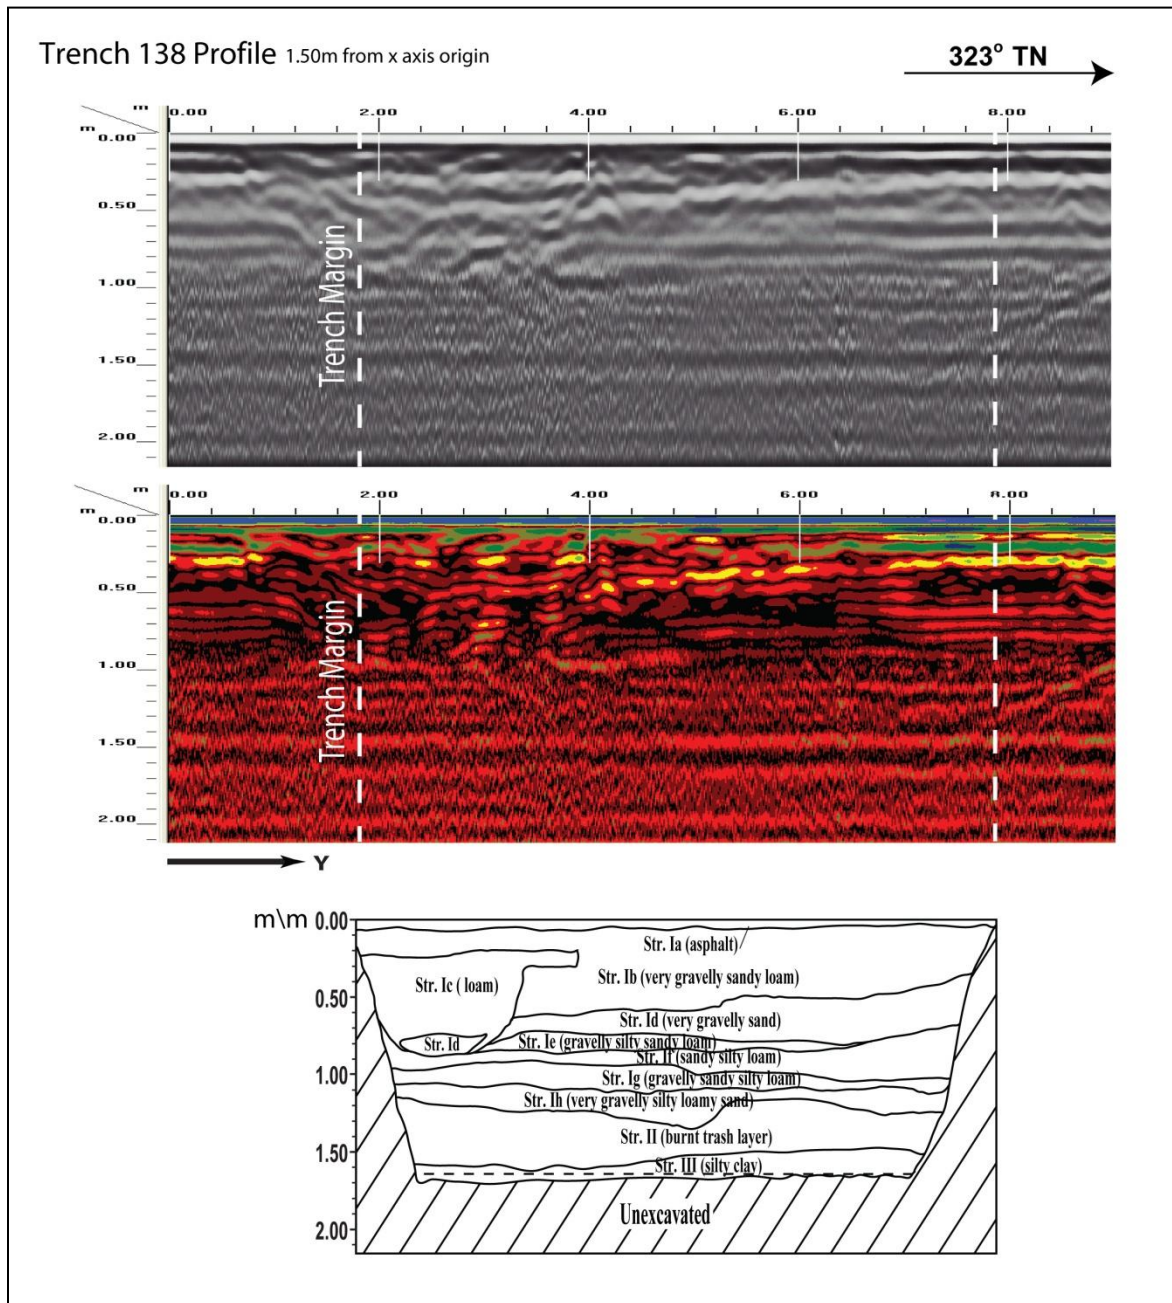 Trench 138 Profile 1.50m from x axis origin
323° TN
m 0.00 2.00 4.00 6.00 8.00
m 0.00
0.50
1.00
1.50
2.00
Trench Margin
m 0.00 2.00 4.00 6.00 8.00
m 0.00
0.50
1.00
1.50
2.00
Trench Margin
Y
m\m 0.00
0.50
1.00
1.50
2.00
Str. Ia (asphalt)
Str. Ib (very gravelly sandy loam)
Str. Ic ( loam)
Str. Id (very gravelly sand)
Str. Id
Str. Ie (gravelly silty sandy loam)
Str. If (sandy silty loam)
Str. Ig (gravelly sandy silty loam)
Str. Ih (very gravelly silty loamy sand)
Str. II (burnt trash layer)
Str. III (silty clay)
Unexcavated